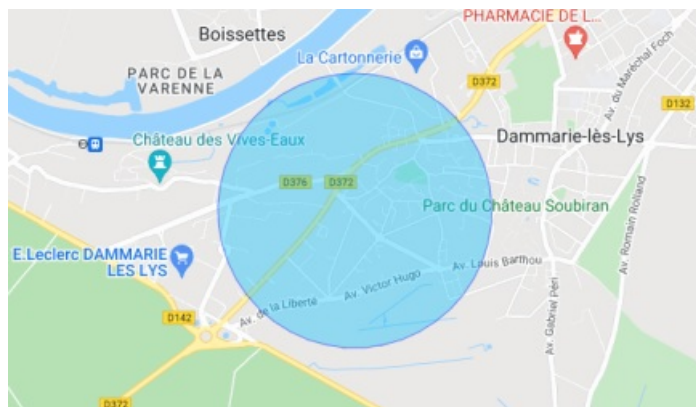 PHARMACIE DE L...
Boissettes
La Cartonnerie
Av. du Maréchal Foch
PARC DE LA
VARENNE
D372
D132
Château des Vives-Eaux
Dammarie-lès-Lys
D376
D372
Parc du Château Soubiran
Av. Romain Rolland
E.Leclerc DAMMARIE
LES LYS
Av. Louis Barthou
Av. Victor Hugo
Av. de la Liberté
Av. Gabriel Péri
D142
D372